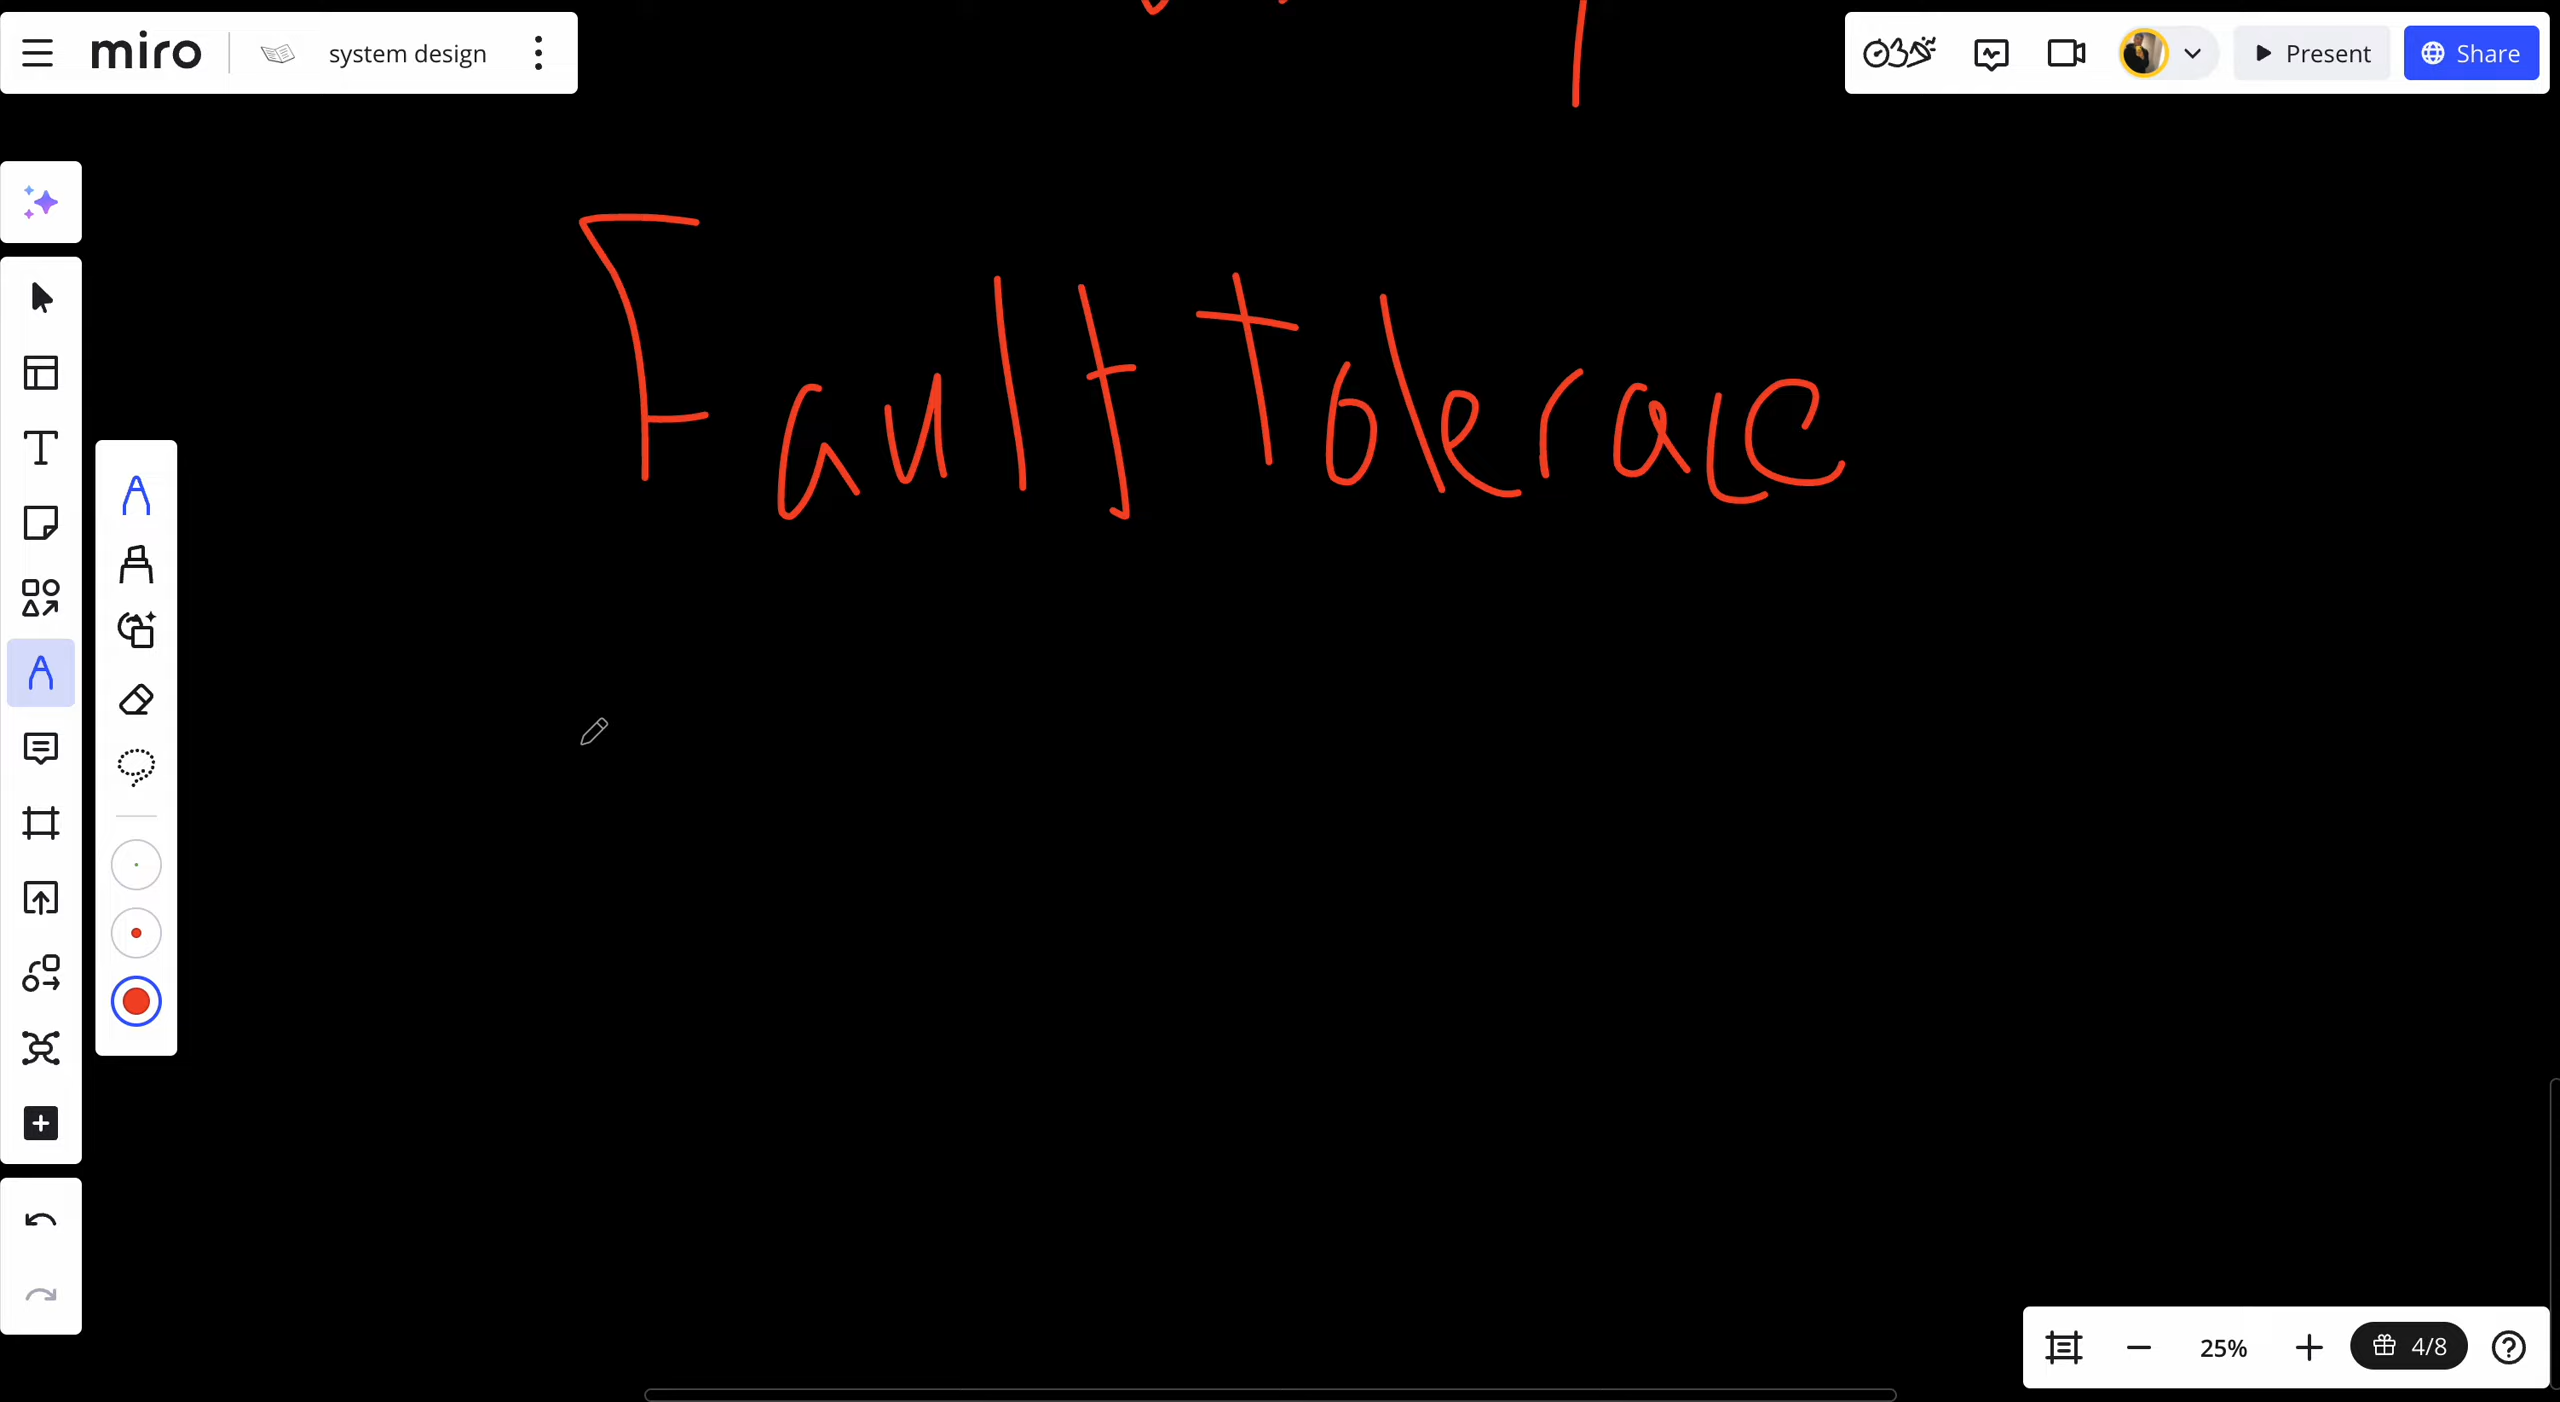 miro
system design
Present
Share
Fault tolerace
25%
4/8